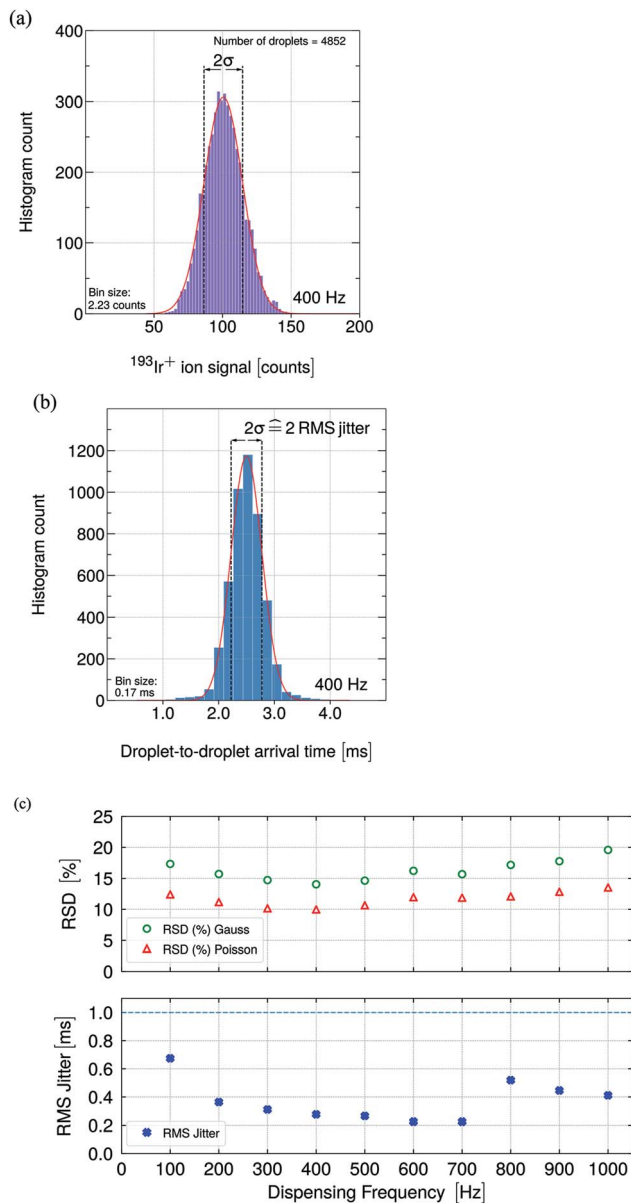 (a)
400
Number of droplets = 4852
2σ
300
Histogram count
200
100
Bin size:
2.23 counts
400 Hz
0
50
100
150
200
¹⁹³Ir⁺ ion signal [counts]
(b)
2σ ≙ 2 RMS jitter
1200
1000
Histogram count
800
600
400
200
Bin size:
0.17 ms
400 Hz
0
1.0
2.0
3.0
4.0
Droplet-to-droplet arrival time [ms]
(c)
25
20
RSD [%]
15
10
RSD (%) Gauss
5
RSD (%) Poisson
0
1.0
RMS Jitter [ms]
0.8
0.6
0.4
0.2
RMS Jitter
0.0
0 100 200 300 400 500 600 700 800 900 1000
Dispensing Frequency [Hz]